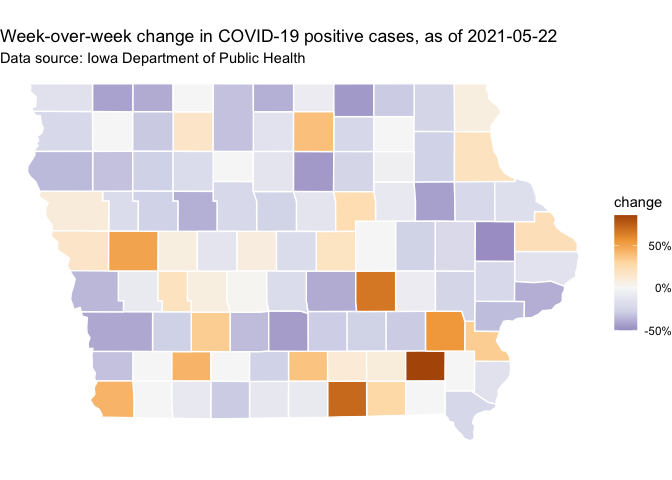 Week-over-week change in COVID-19 positive cases, as of 2021-05-22
Data source: Iowa Department of Public Health
change
50%
0%
-50%